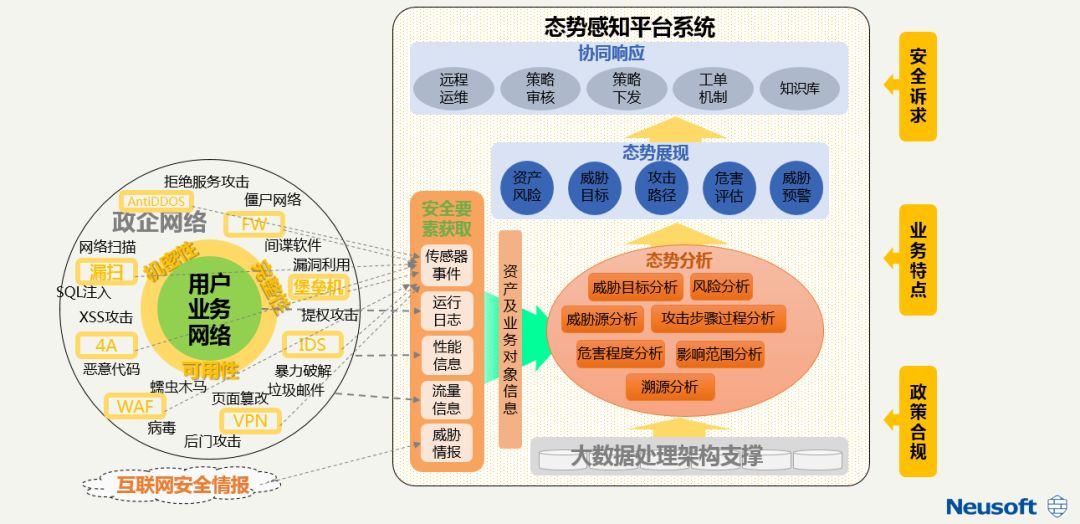 态势感知平台系统
协同响应
远程
运维
策略
审核
策略
下发
工单
机制
知识库
态势展现
资产
风险
威胁
目标
攻击
路径
危害
评估
威胁
预警
安全要
素获取
传感器
事件
运行
日志
性能
信息
流量
信息
威胁
情报
资产及业务对象信息
态势分析
威胁目标分析
风险分析
威胁源分析
攻击步骤过程分析
危害程度分析
影响范围分析
溯源分析
大数据处理架构支撑
拒绝服务攻击
AntiDDOS
僵尸网络
政企网络
FW
网络扫描
间谍软件
漏扫
机密性
完整性
漏洞利用
用户
业务
网络
堡垒机
SQL注入
XSS攻击
提权攻击
4A
IDS
恶意代码
可用性
暴力破解
蠕虫木马
垃圾邮件
WAF
页面篡改
VPN
病毒
后门攻击
互联网安全情报
安全诉求
业务特点
政策合规
Neusoft